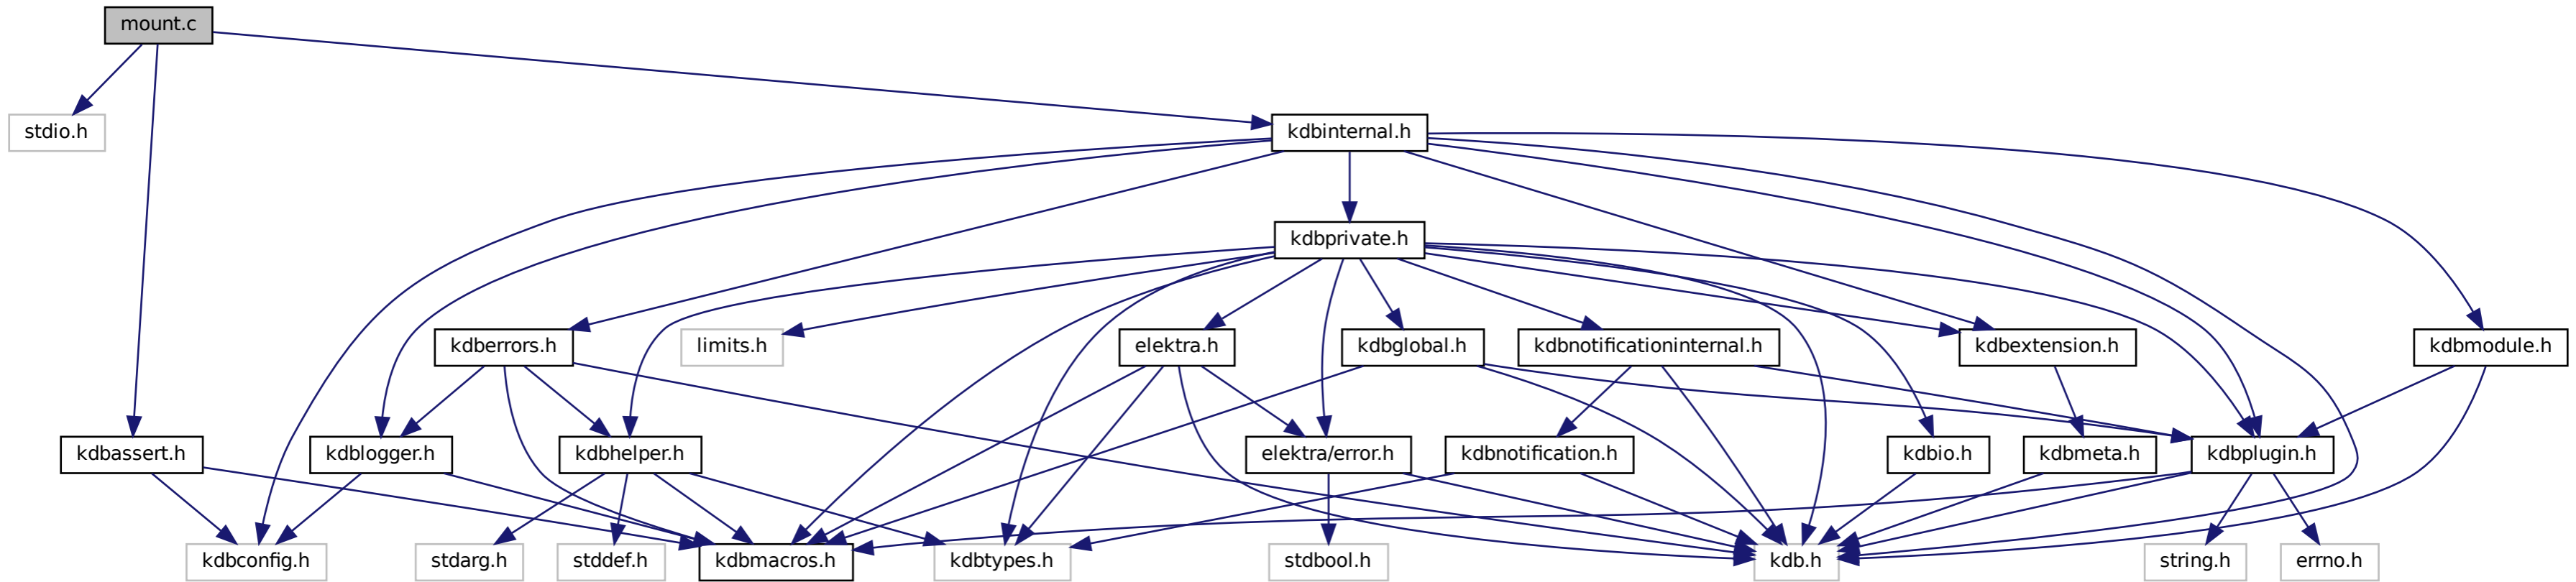 mount.c
stdio.h
kdbinternal.h
kdbprivate.h
kdberrors.h
limits.h
elektra.h
kdbglobal.h
kdbnotificationinternal.h
kdbextension.h
kdbmodule.h
kdbassert.h
kdblogger.h
kdbhelper.h
elektra/error.h
kdbnotification.h
kdbio.h
kdbmeta.h
kdbplugin.h
kdbconfig.h
stdarg.h
stddef.h
kdbmacros.h
kdbtypes.h
stdbool.h
kdb.h
string.h
errno.h